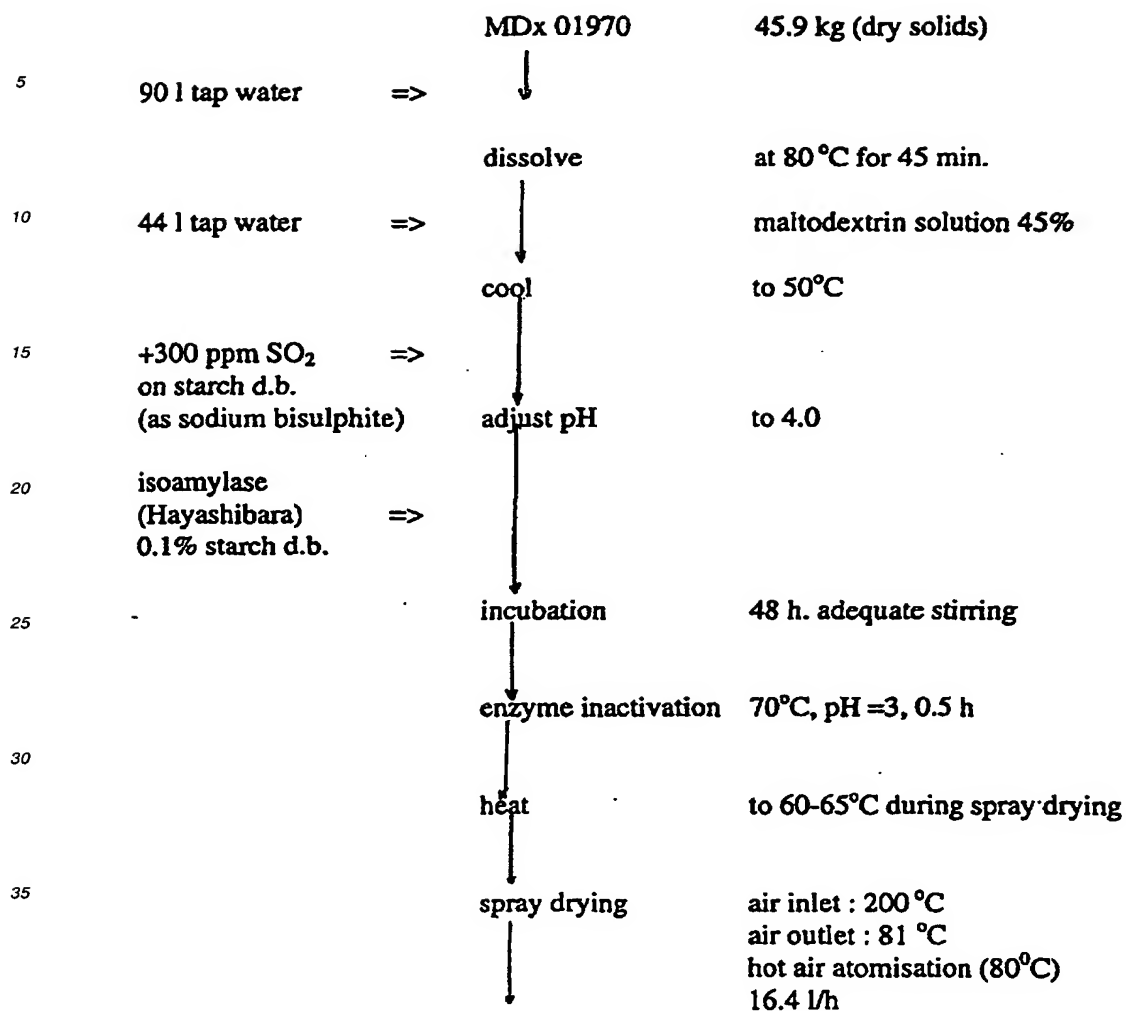 MDx 01970 45.9 kg (dry solids)
5
90 l tap water =>
dissolve at 80 °C for 45 min.
10 44 l tap water => maltodextrin solution 45%
cool to 50°C
15 +300 ppm SO₂ =>
on starch d.b.
(as sodium bisulphite) adjust pH to 4.0
20 isoamylase
(Hayashibara) =>
0.1% starch d.b.
25 incubation 48 h. adequate stirring
enzyme inactivation 70°C, pH =3, 0.5 h
30
heat to 60-65°C during spray drying
35 spray drying air inlet : 200 °C
air outlet : 81 °C
hot air atomisation (80°C)
16.4 l/h